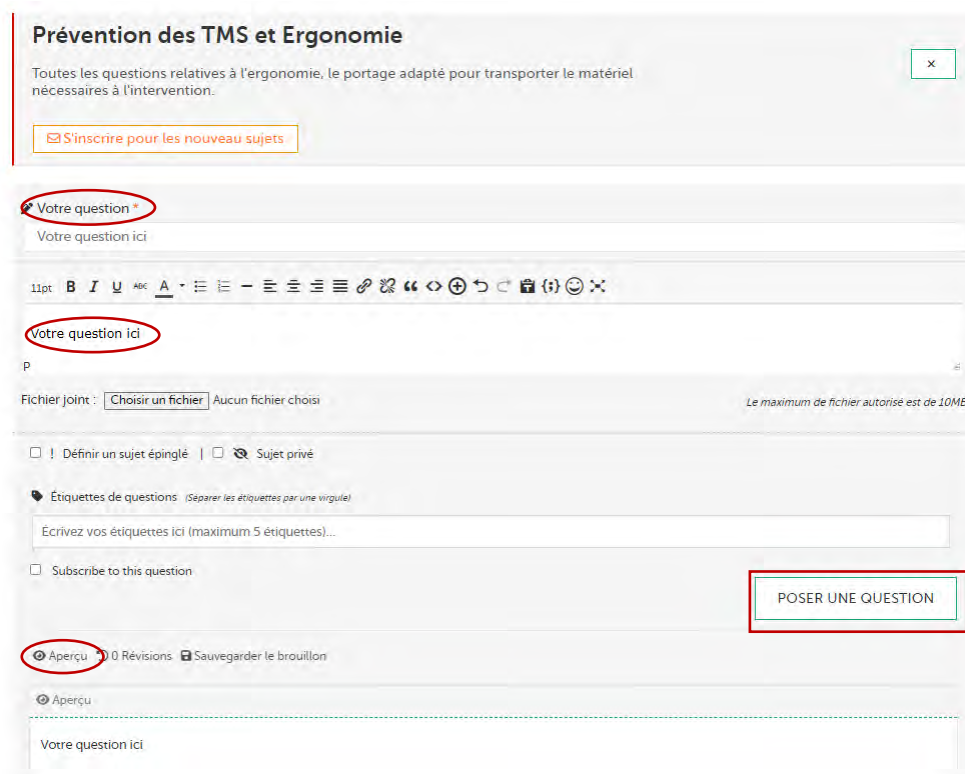 Prévention des TMS et Ergonomie
Toutes les questions relatives à l'ergonomie, le portage adapté pour transporter le matériel
nécessaires à l'intervention.
×
S'inscrire pour les nouveau sujets
Votre question *
Votre question ici
11pt B I U ABC A
Votre question ici
P
Fichier joint : Choisir un fichier Aucun fichier choisi
Le maximum de fichier autorisé est de 10MB
! Définir un sujet épinglé | Sujet privé
Étiquettes de questions (Séparer les étiquettes par une virgule)
Écrivez vos étiquettes ici (maximum 5 étiquettes)...
Subscribe to this question
POSER UNE QUESTION
Aperçu 0 Révisions Sauvegarder le brouillon
Aperçu
Votre question ici